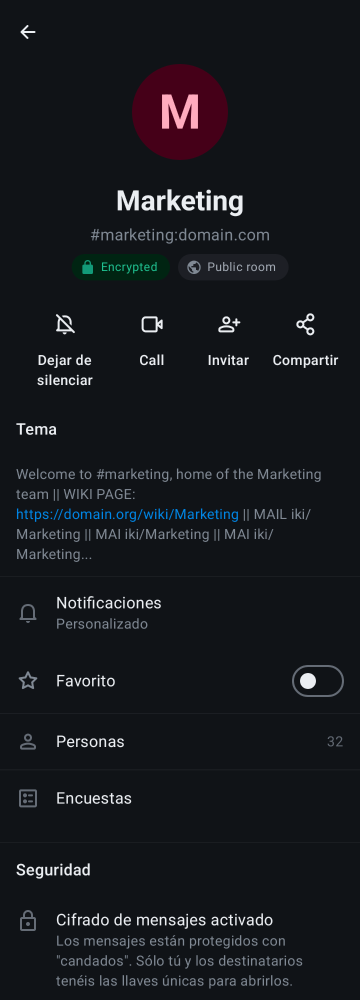 M
Marketing
#marketing:domain.com
Encrypted
Public room
Dejar de
silenciar
Call
Invitar
Compartir
Tema
Welcome to #marketing, home of the Marketing
team || WIKI PAGE:
https://domain.org/wiki/Marketing || MAIL iki/
Marketing || MAI iki/Marketing || MAI iki/
Marketing...
Notificaciones
Personalizado
Favorito
Personas
32
Encuestas
Seguridad
Cifrado de mensajes activado
Los mensajes están protegidos con
"candados". Sólo tú y los destinatarios
tenéis las llaves únicas para abrirlos.